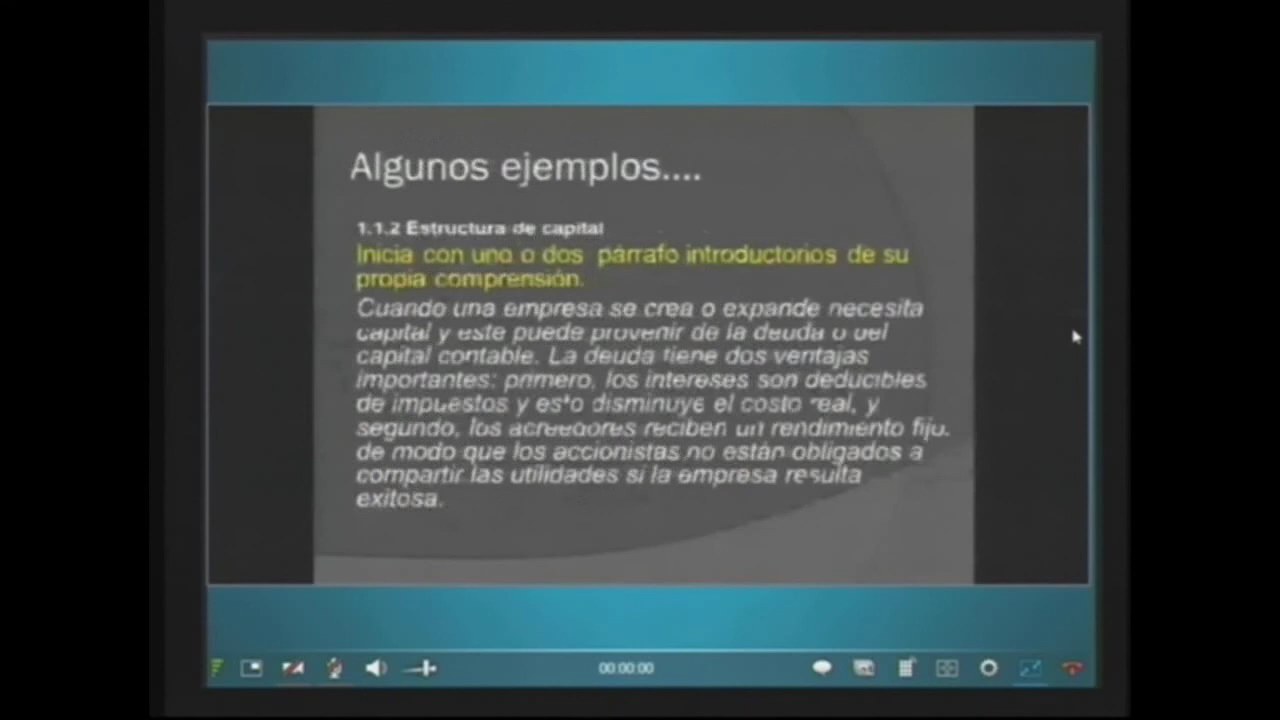 Algunos ejemplos....
1.1.2 Estructura de capital
Inicia con uno o dos párrafo introductorios de su
propia comprensión.
Cuando una empresa se crea o expande necesita
capital y este puede provenir de la deuda o del
capital contable. La deuda tiene dos ventajas
importantes: primero, los intereses son deducibles
de impuestos y esto disminuye el costo real, y
segundo, los acreedores reciben un rendimiento fijo.
de modo que los accionistas no están obligados a
compartir las utilidades si la empresa resulta
exitosa.
00:00:00